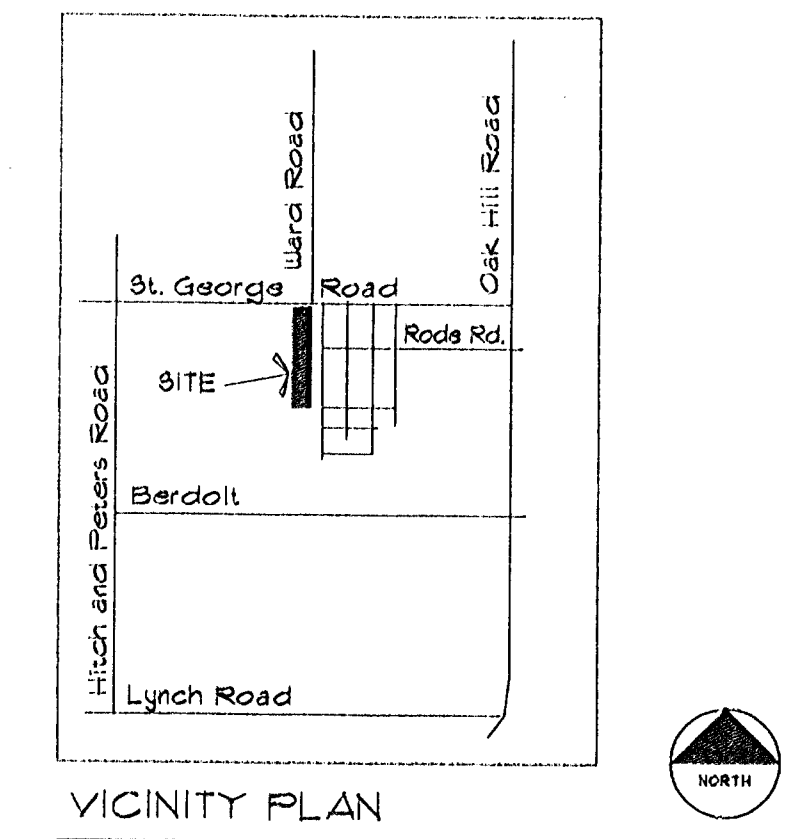 Ward Road
Oak Hill Road
St. George Road
Rode Rd.
SITE
Hitch and Peters Road
Berdolt
Lynch Road
NORTH
VICINITY PLAN